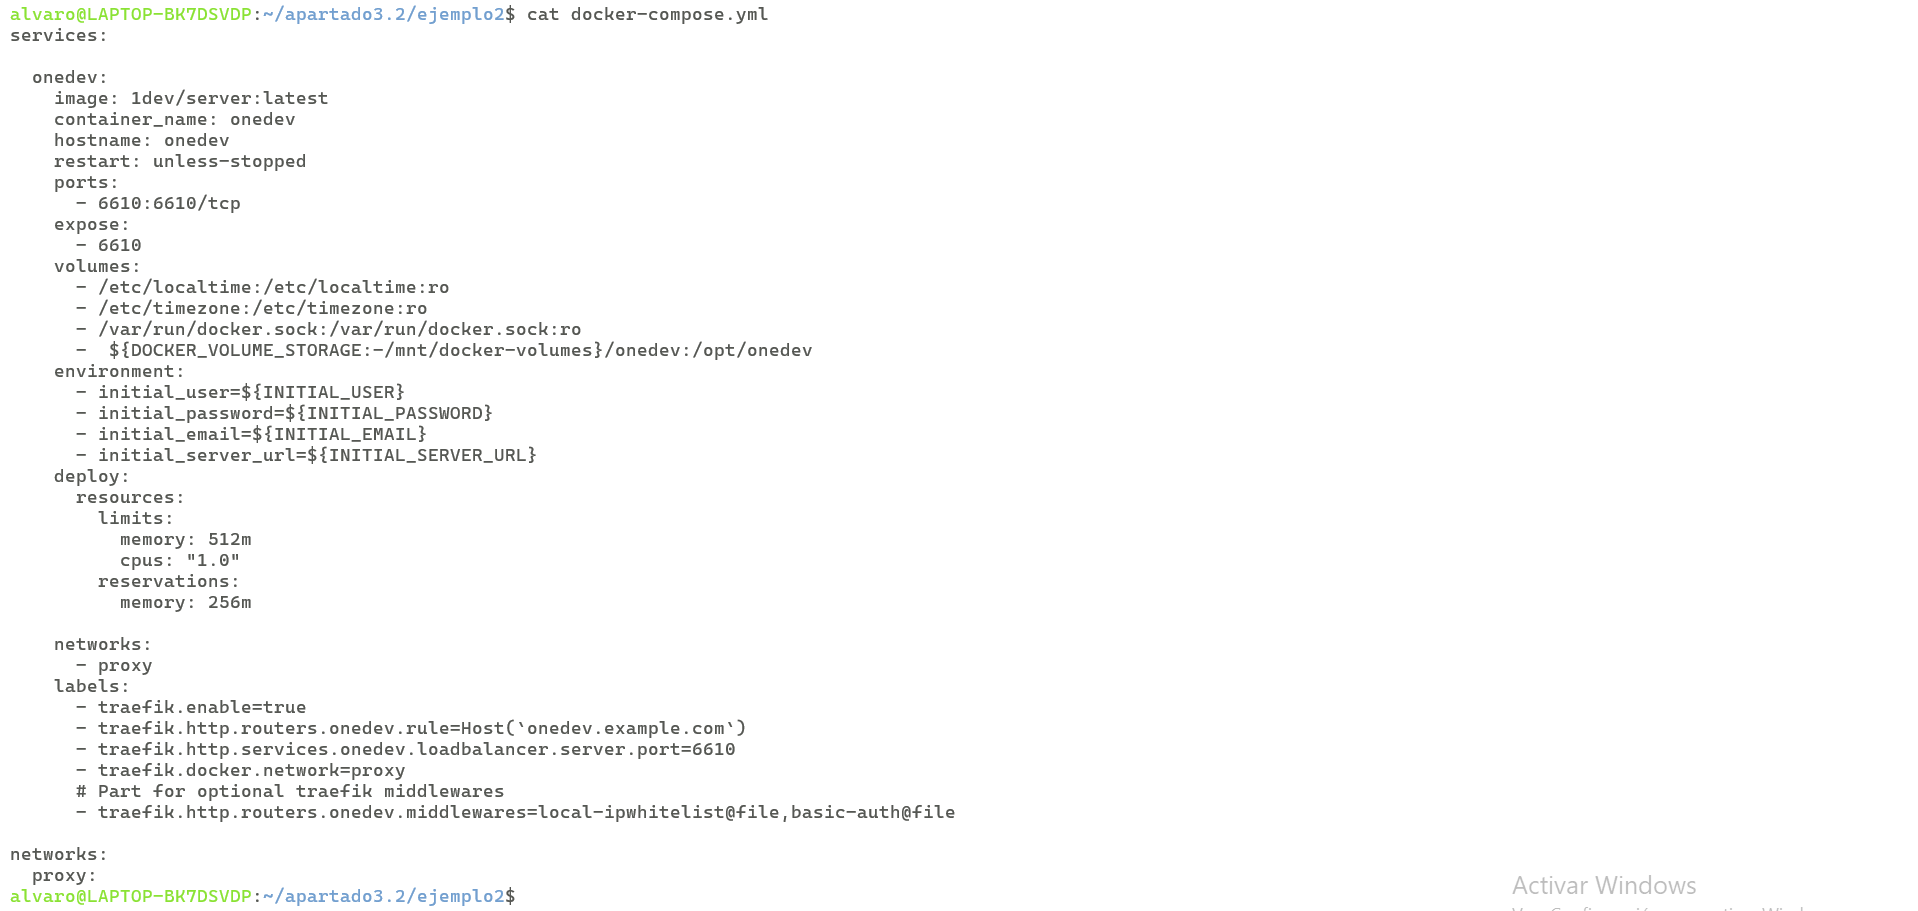 alvaro@LAPTOP-BK7DSVDP:~/apartado3.2/ejemplo2$ cat docker-compose.yml
services:

  onedev:
    image: 1dev/server:latest
    container_name: onedev
    hostname: onedev
    restart: unless-stopped
    ports:
      - 6610:6610/tcp
    expose:
      - 6610
    volumes:
      - /etc/localtime:/etc/localtime:ro
      - /etc/timezone:/etc/timezone:ro
      - /var/run/docker.sock:/var/run/docker.sock:ro
      -  ${DOCKER_VOLUME_STORAGE:-/mnt/docker-volumes}/onedev:/opt/onedev
    environment:
      - initial_user=${INITIAL_USER}
      - initial_password=${INITIAL_PASSWORD}
      - initial_email=${INITIAL_EMAIL}
      - initial_server_url=${INITIAL_SERVER_URL}
    deploy:
      resources:
        limits:
          memory: 512m
          cpus: "1.0"
        reservations:
          memory: 256m

    networks:
      - proxy
    labels:
      - traefik.enable=true
      - traefik.http.routers.onedev.rule=Host(`onedev.example.com`)
      - traefik.http.services.onedev.loadbalancer.server.port=6610
      - traefik.docker.network=proxy
      # Part for optional traefik middlewares
      - traefik.http.routers.onedev.middlewares=local-ipwhitelist@file,basic-auth@file

networks:
  proxy:
alvaro@LAPTOP-BK7DSVDP:~/apartado3.2/ejemplo2$
Activar Windows